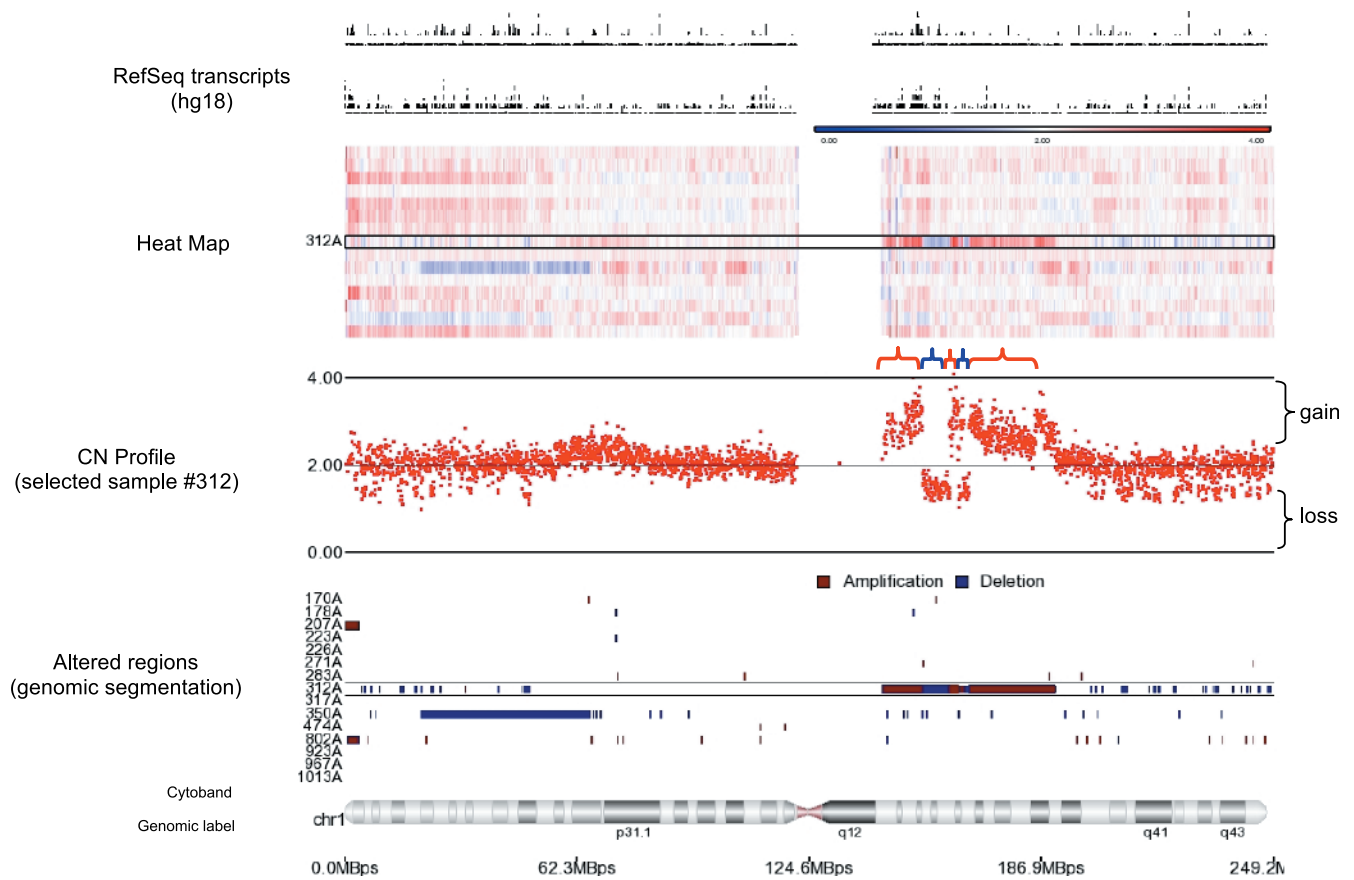 RefSeq transcripts
(hg18)
0.00 2.00 4.00
Heat Map
312A
4.00
gain
CN Profile
(selected sample #312)
2.00
loss
0.00
Amplification Deletion
170A
178A
207A
223A
226A
Altered regions
(genomic segmentation)
271A
283A
312A
317A
350A
474A
802A
923A
967A
1013A
Cytoband
Genomic label
chr1
p31.1 q12 q41 q43
0.0MBps 62.3MBps 124.6MBps 186.9MBps 249.2M